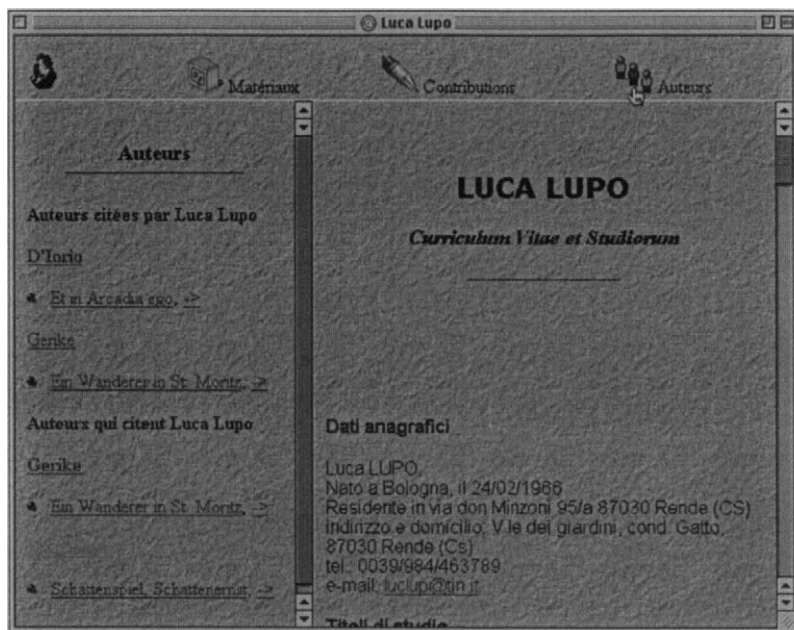 Luca Lupo
Matériaux
Contributions
Auteurs
Auteurs
Auteurs citées par Luca Lupo
D'Iorio
Et in Arcadia ego, ->
Gerike
Ein Wanderer in St. Moritz, ->
Auteurs qui citent Luca Lupo
Gerike
Ein Wanderer in St. Moritz, ->
Schattenspiel, Schattenernst, ->
LUCA LUPO
Curriculum Vitae et Studiorum
Dati anagrafici
Luca LUPO,
Nato a Bologna, il 24/02/1966
Residente in via don Minzoni 95/a 87030 Rende (CS)
Indirizzo e domicilio: V.le dei giardini, cond. Gatto,
87030 Rende (Cs)
tel.: 0039/984/463789
e-mail: luclup@tin.it
Titoli di studio